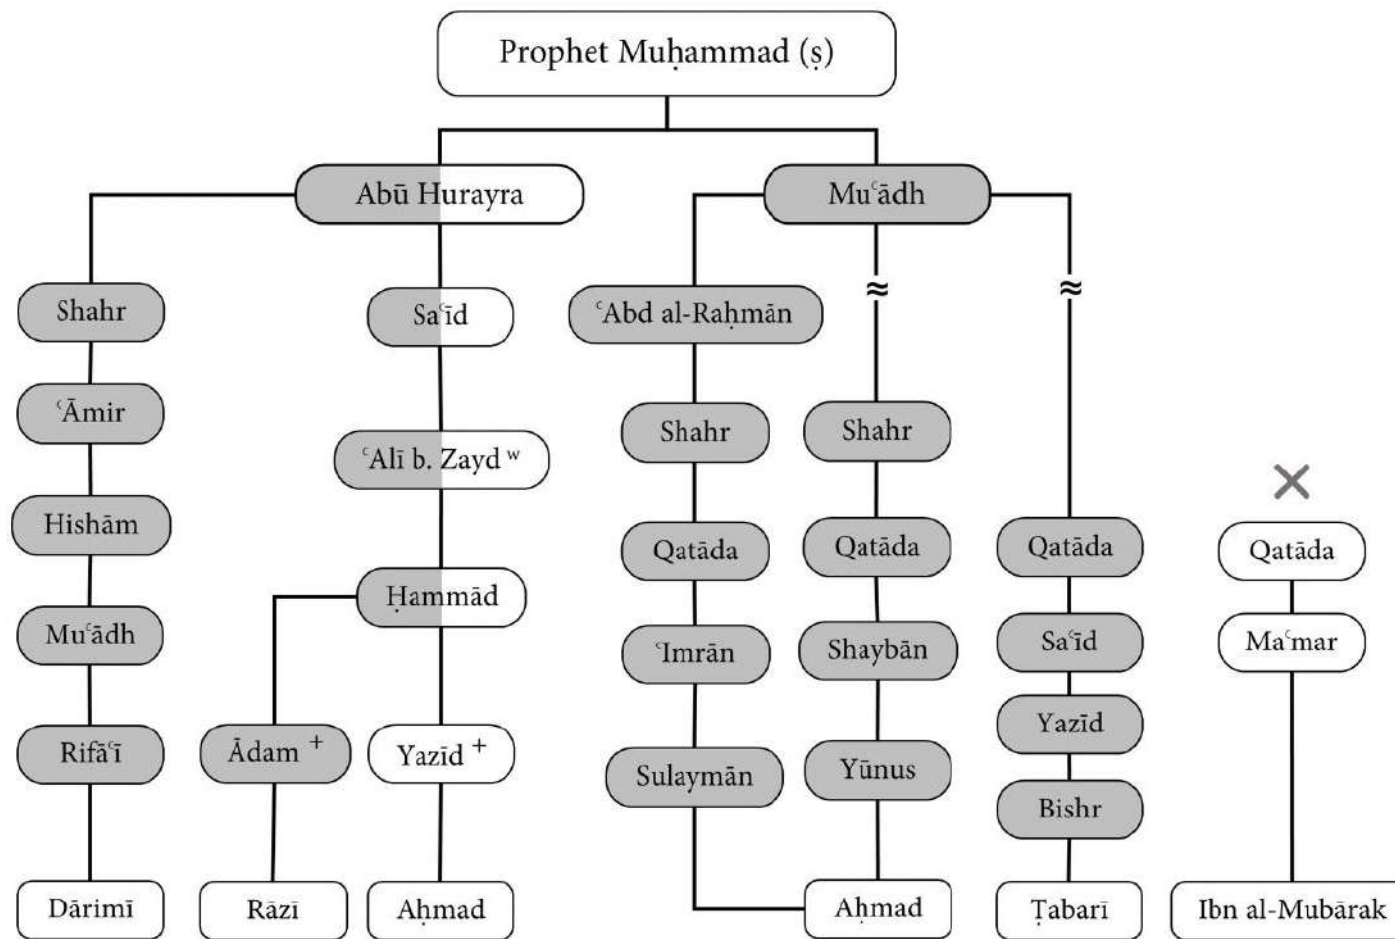 Prophet Muḥammad (ṣ)
Abū Hurayra
Muʿādh
Shahr
Saʿīd
ʿAbd al-Raḥmān
≈
≈
ʿĀmir
ʿAlī b. Zayd ʷ
Shahr
Shahr
Hishām
Qatāda
Qatāda
Qatāda
Qatāda
Muʿādh
Ḥammād
ʿImrān
Shaybān
Saʿīd
Maʿmar
Rifāʿī
Ādam ⁺
Yazīd ⁺
Sulaymān
Yūnus
Yazīd
Bishr
Dārimī
Rāzī
Aḥmad
Aḥmad
Ṭabarī
Ibn al-Mubārak